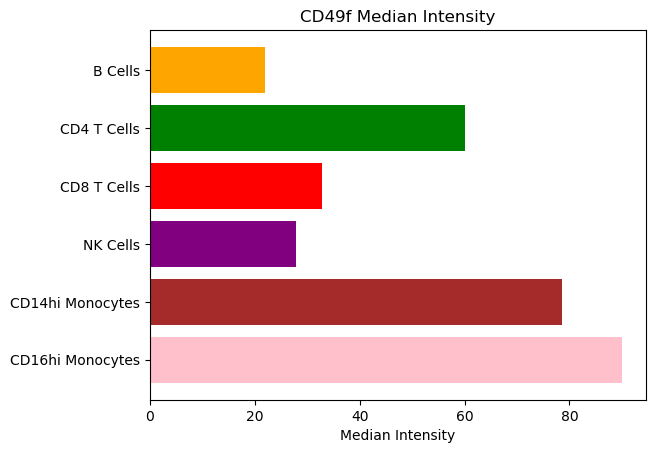 CD49f Median Intensity
B Cells
CD4 T Cells
CD8 T Cells
NK Cells
CD14hi Monocytes
CD16hi Monocytes
0 20 40 60 80
Median Intensity